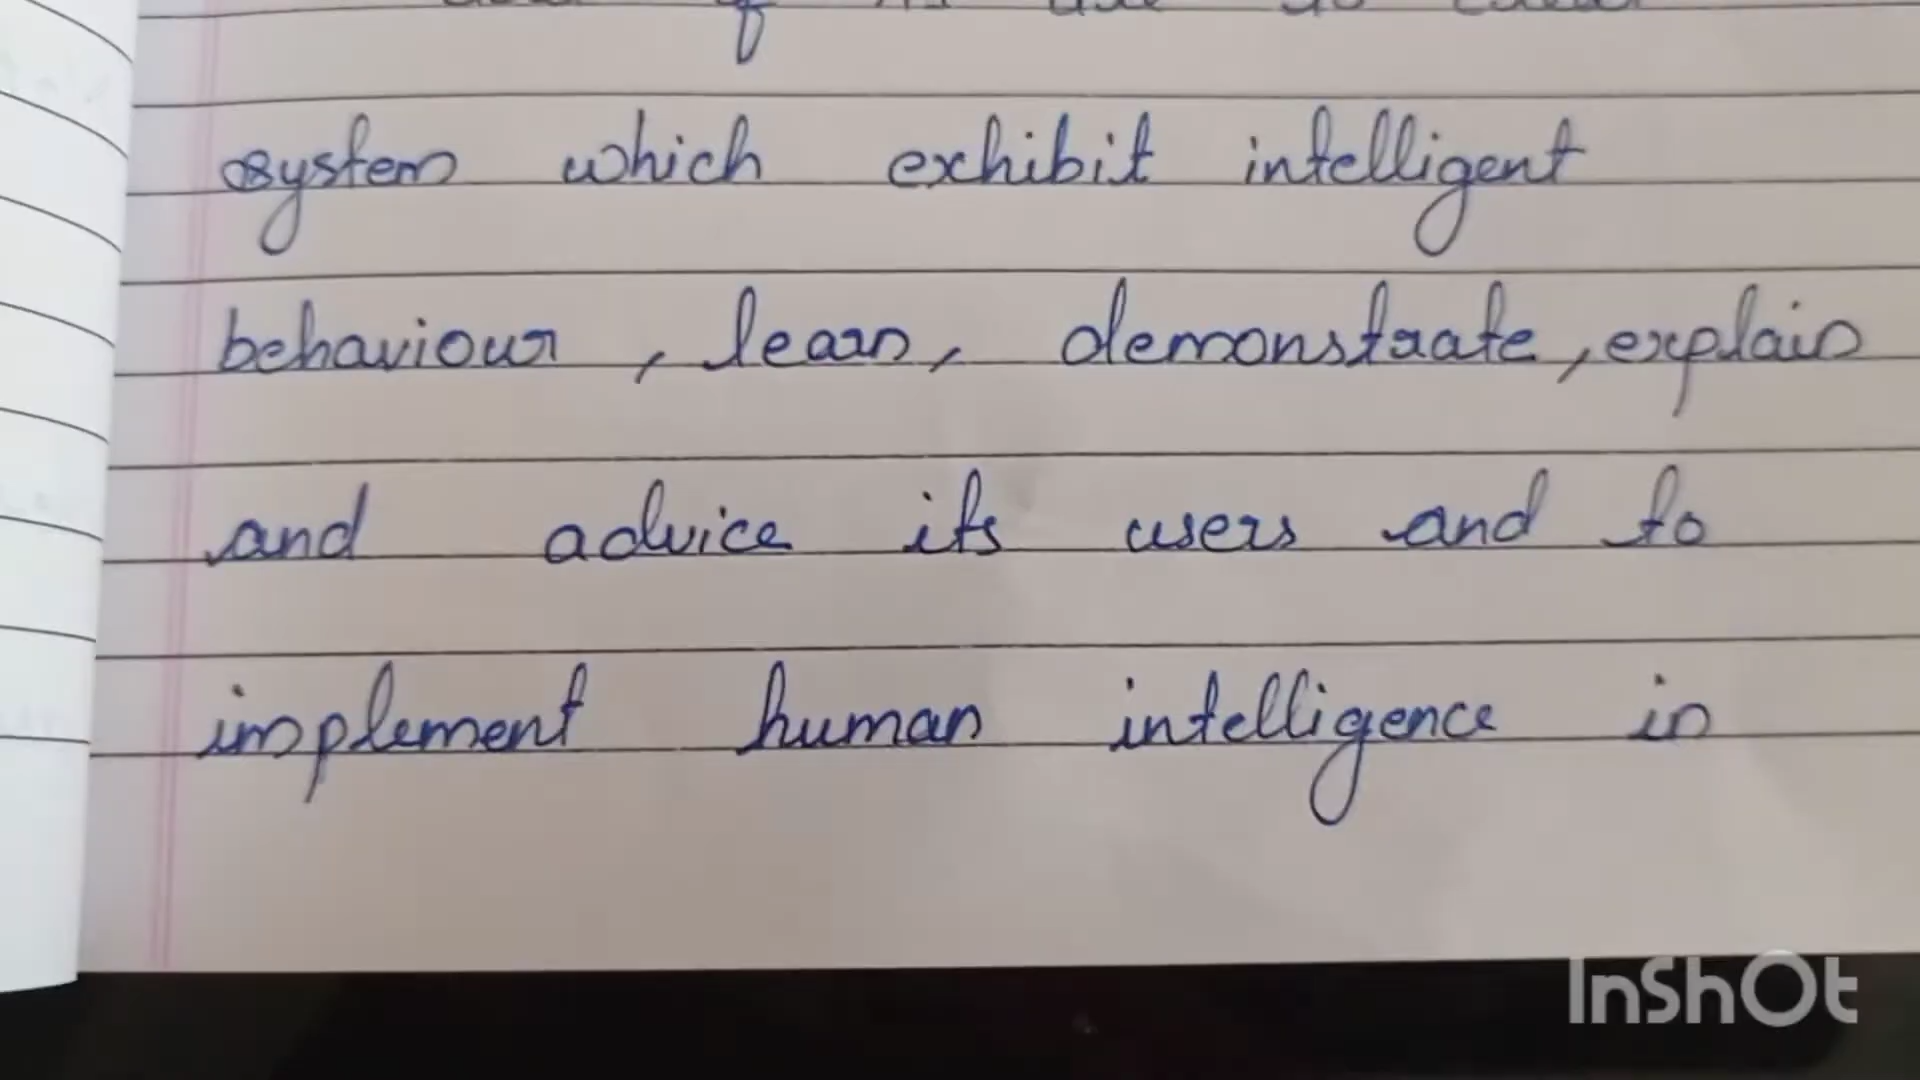 of
system which exhibit intelligent
behaviour, learn, demonstrate, explain
and advice its users and to
implement human intelligence in
InShOt